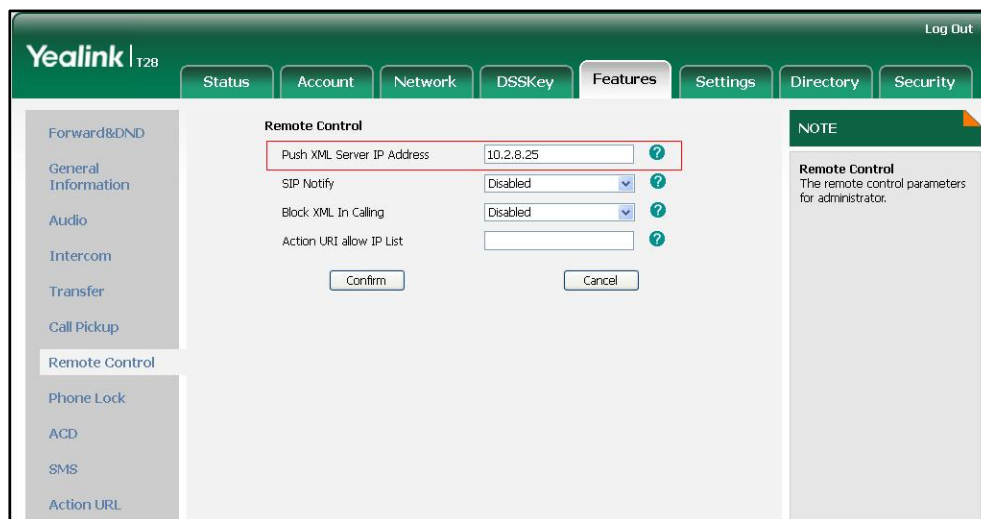 Log Out
Yealink | T28
Status Account Network DSSKey Features Settings Directory Security
Forward&DND
General
Information
Audio
Intercom
Transfer
Call Pickup
Remote Control
Phone Lock
ACD
SMS
Action URL
Remote Control
Push XML Server IP Address 10.2.8.25 ?
SIP Notify Disabled ?
Block XML In Calling Disabled ?
Action URI allow IP List ?
Confirm Cancel
NOTE
Remote Control
The remote control parameters
for administrator.